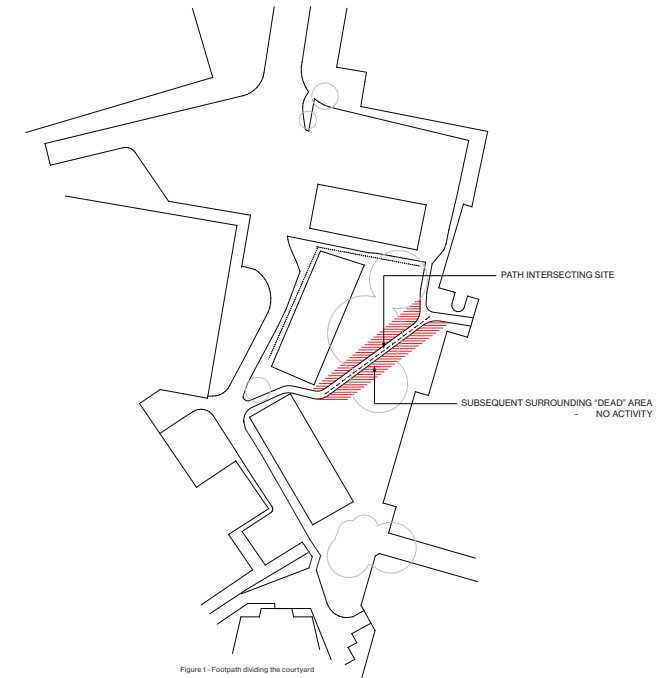 PATH INTERSECTING SITE
SUBSEQUENT SURROUNDING "DEAD" AREA
- NO ACTIVITY
Figure 1 - Footpath dividing the courtyard